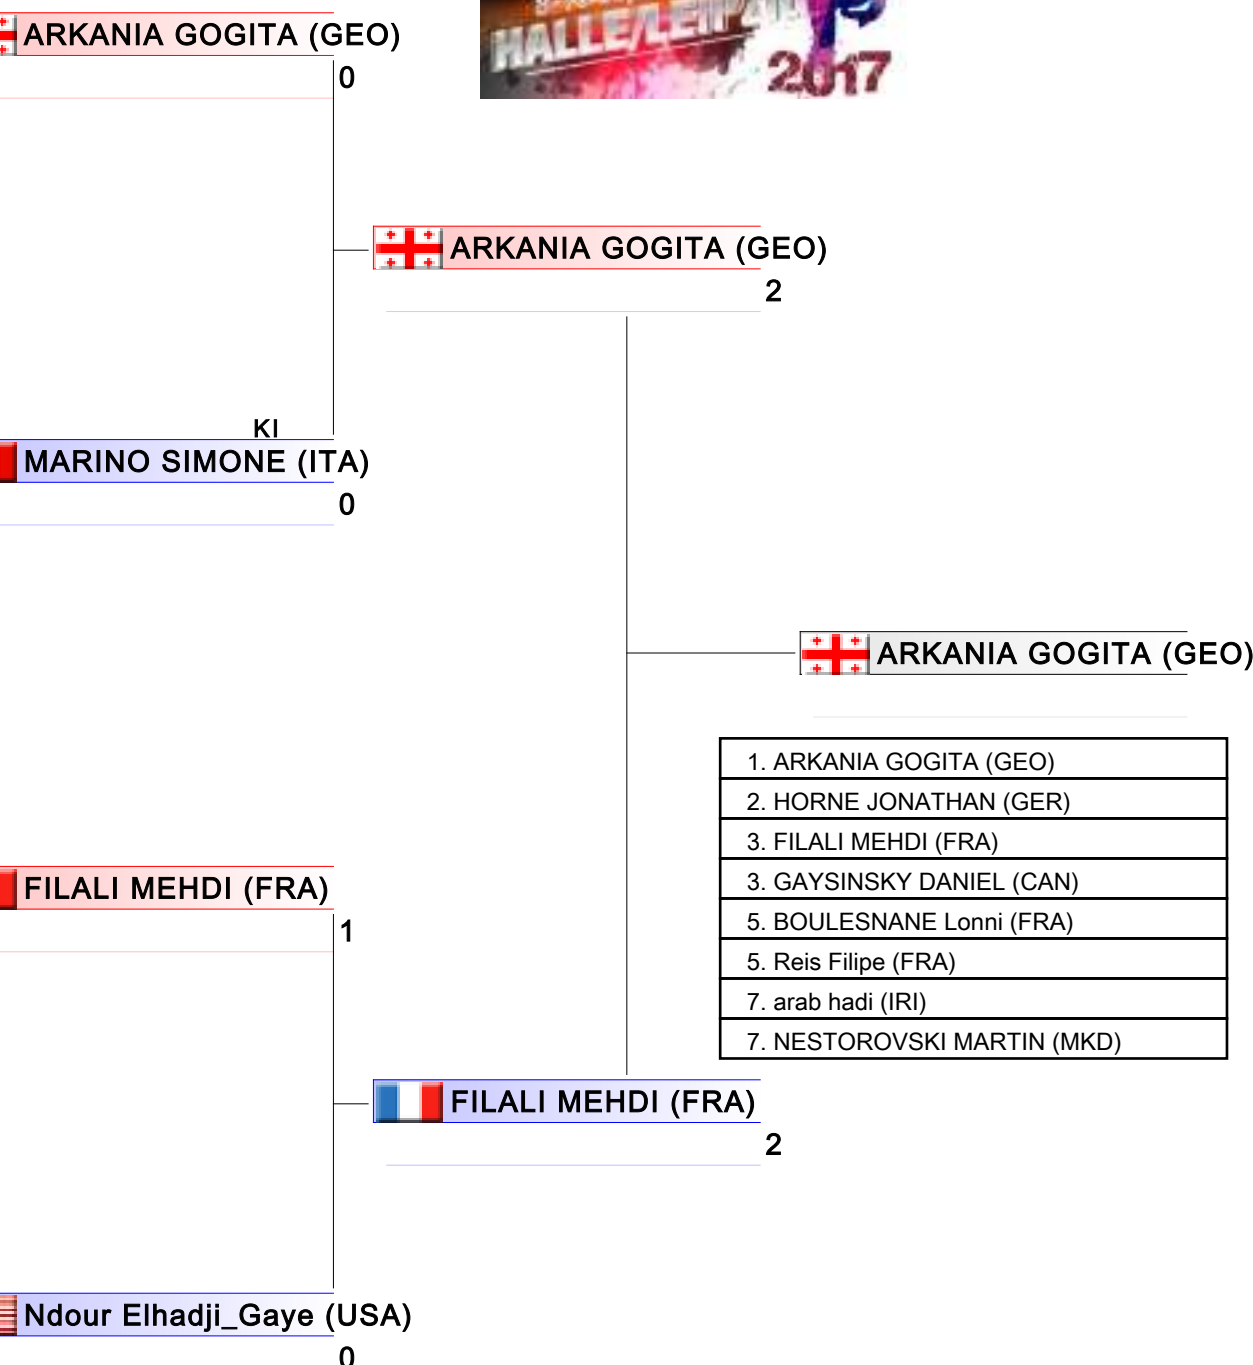 HALLE/LEIPZIG
2017
ARKANIA GOGITA (GEO)
0
ARKANIA GOGITA (GEO)
2
KI
MARINO SIMONE (ITA)
0
ARKANIA GOGITA (GEO)
1. ARKANIA GOGITA (GEO)
2. HORNE JONATHAN (GER)
3. FILALI MEHDI (FRA)
3. GAYSINSKY DANIEL (CAN)
5. BOULESNANE Lonni (FRA)
5. Reis Filipe (FRA)
7. arab hadi (IRI)
7. NESTOROVSKI MARTIN (MKD)
FILALI MEHDI (FRA)
1
FILALI MEHDI (FRA)
2
Ndour Elhadji_Gaye (USA)
0